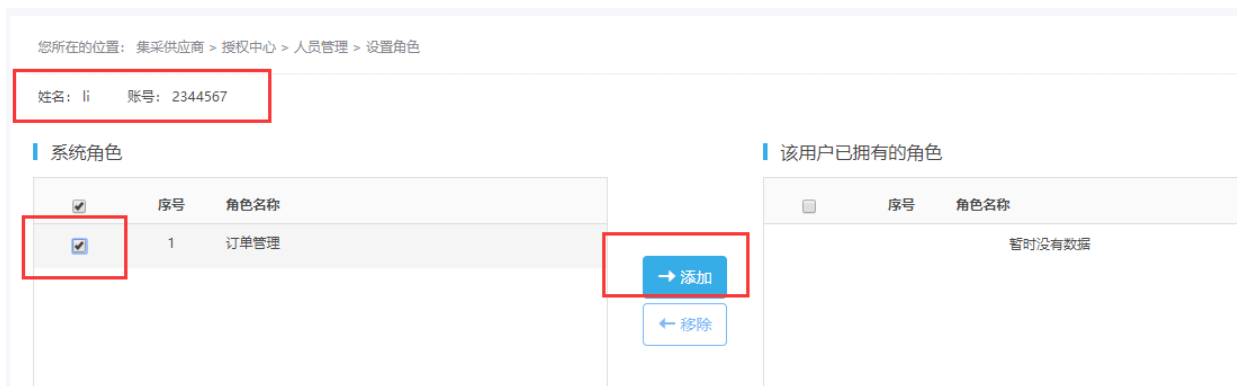 您所在的位置： 集采供应商 > 授权中心 > 人员管理 > 设置角色
姓名： li 账号： 2344567
系统角色
序号 角色名称
1 订单管理
→ 添加
← 移除
该用户已拥有的角色
序号 角色名称
暂时没有数据